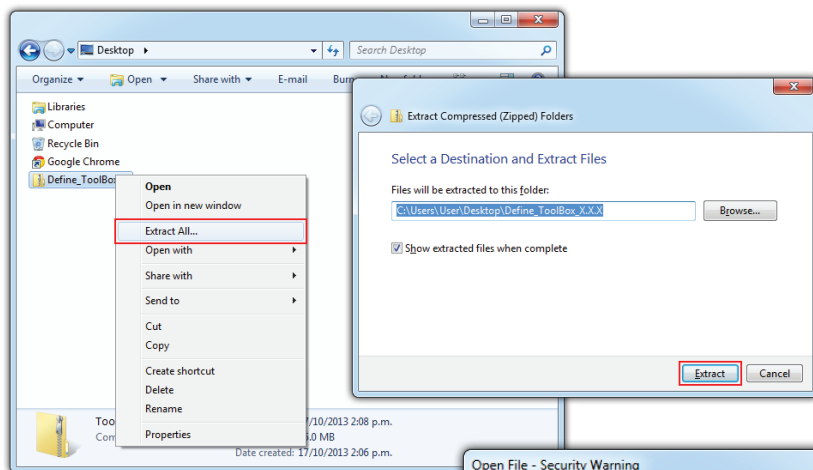 Desktop
Search Desktop
Organize Open Share with E-mail
Libraries
Computer
Recycle Bin
Google Chrome
Define_ToolBo
Open
Open in new window
Extract All...
Open with
Share with
Send to
Cut
Copy
Create shortcut
Delete
Rename
Properties
/10/2013 2:08 p.m.
.0 MB
Date created: 17/10/2013 2:06 p.m.
Extract Compressed (Zipped) Folders
Select a Destination and Extract Files
Files will be extracted to this folder:
C:\Users\User\Desktop\Define_ToolBox_X.X.X
Browse...
Show extracted files when complete
Extract Cancel
Open File - Security Warning